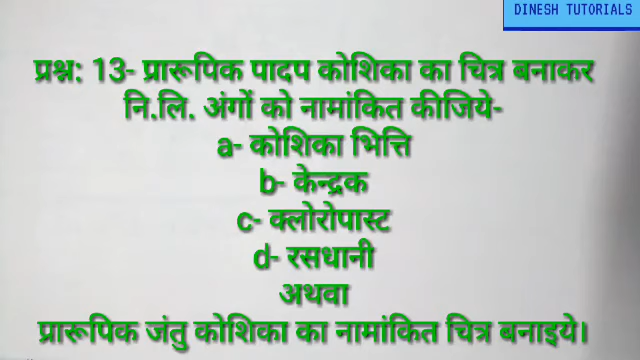 DINESH TUTORIALS
प्रश्न: 13- प्रारूपिक पादप कोशिका का चित्र बनाकर
नि.लि. अंगों को नामांकित कीजिये-
a- कोशिका भित्ति
b- केन्द्रक
c- क्लोरोपास्ट
d- रसधानी
अथवा
प्रारूपिक जंतु कोशिका का नामांकित चित्र बनाइये।